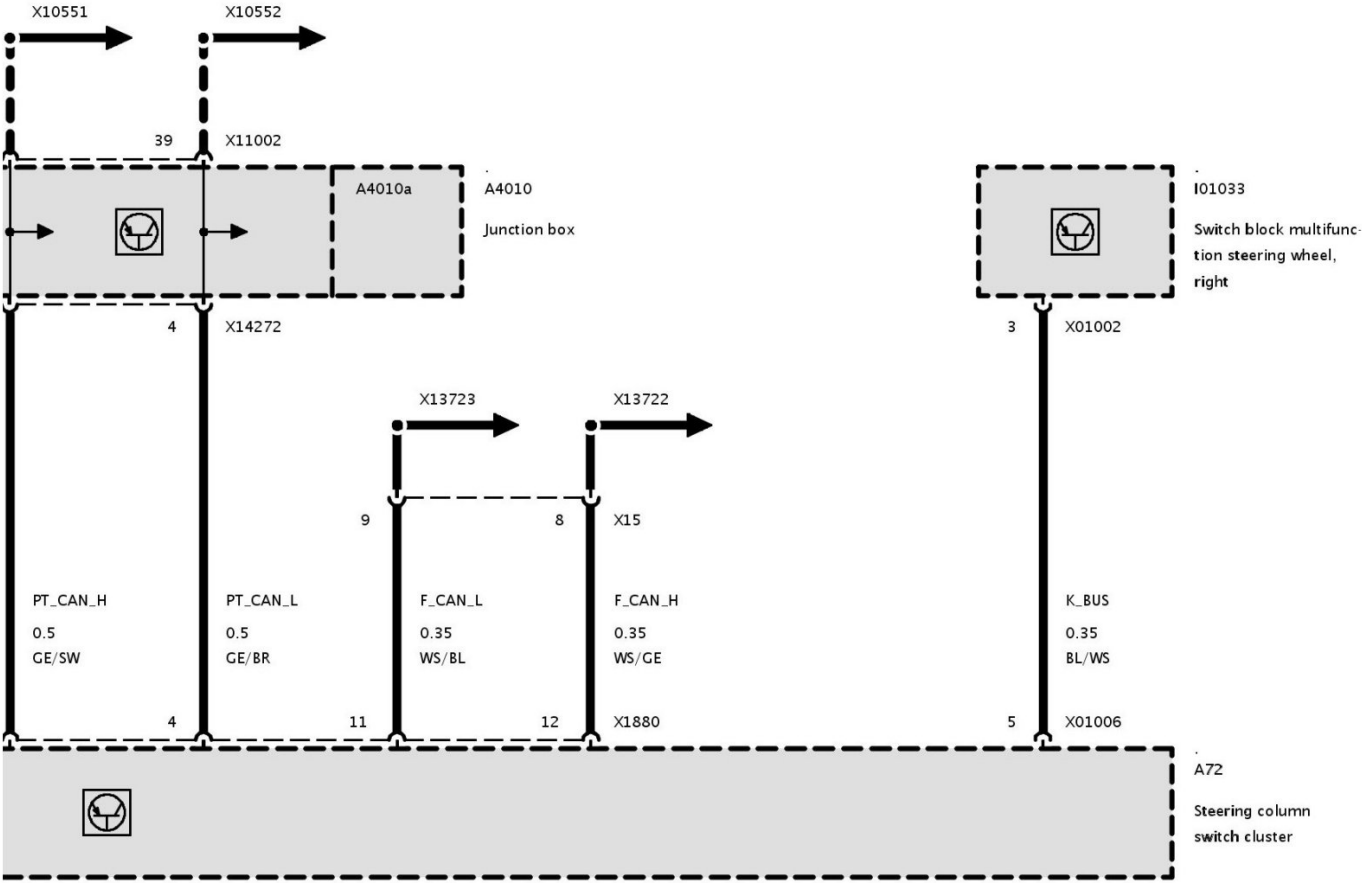 X10551
X10552
39
X11002
A4010a
.
A4010
Junction box
.
I01033
Switch block multifunc-
tion steering wheel,
right
4
X14272
3
X01002
X13723
X13722
9
8
X15
PT_CAN_H
0.5
GE/SW
PT_CAN_L
0.5
GE/BR
F_CAN_L
0.35
WS/BL
F_CAN_H
0.35
WS/GE
K_BUS
0.35
BL/WS
4
11
12
X1880
5
X01006
.
A72
Steering column
switch cluster